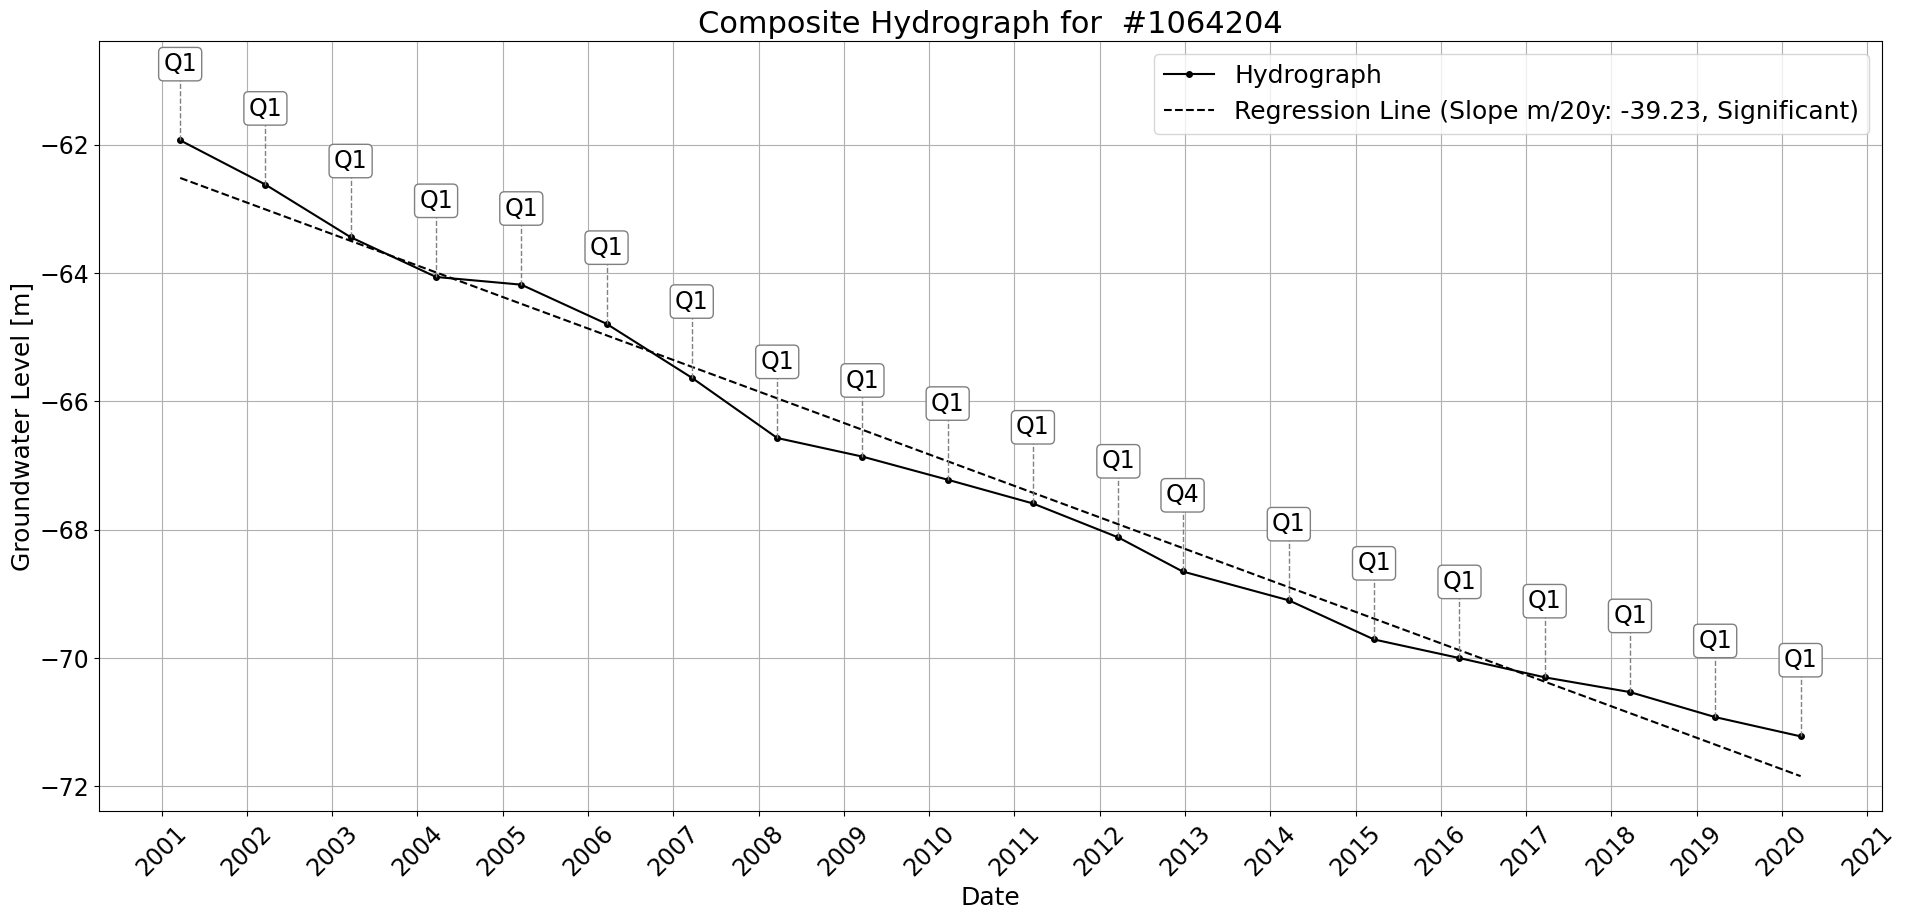 Composite Hydrograph for  #1064204
Hydrograph
Regression Line (Slope m/20y: -39.23, Significant)
Q1
Q1
Q1
Q1
Q1
Q1
Q1
Q1
Q1
Q1
Q1
Q1
Q4
Q1
Q1
Q1
Q1
Q1
Q1
Q1
Groundwater Level [m]
−62
−64
−66
−68
−70
−72
2001
2002
2003
2004
2005
2006
2007
2008
2009
2010
2011
2012
2013
2014
2015
2016
2017
2018
2019
2020
2021
Date